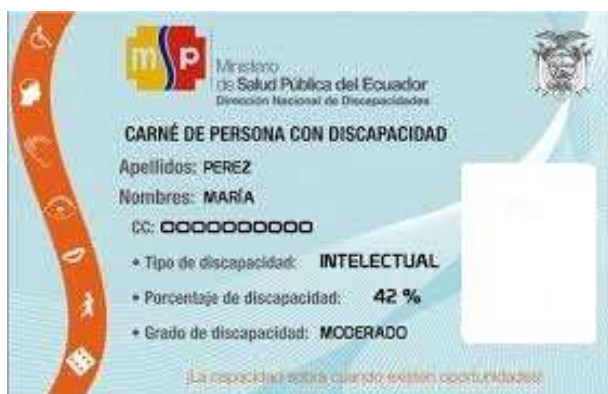 msp
Ministerio
de Salud Pública del Ecuador
Dirección Nacional de Discapacidades
CARNÉ DE PERSONA CON DISCAPACIDAD
Apellidos: PEREZ
Nombres: MARÍA
CC: 0000000000
• Tipo de discapacidad: INTELECTUAL
• Porcentaje de discapacidad: 42 %
• Grado de discapacidad: MODERADO
¡La capacidad sobra cuando existen oportunidades!